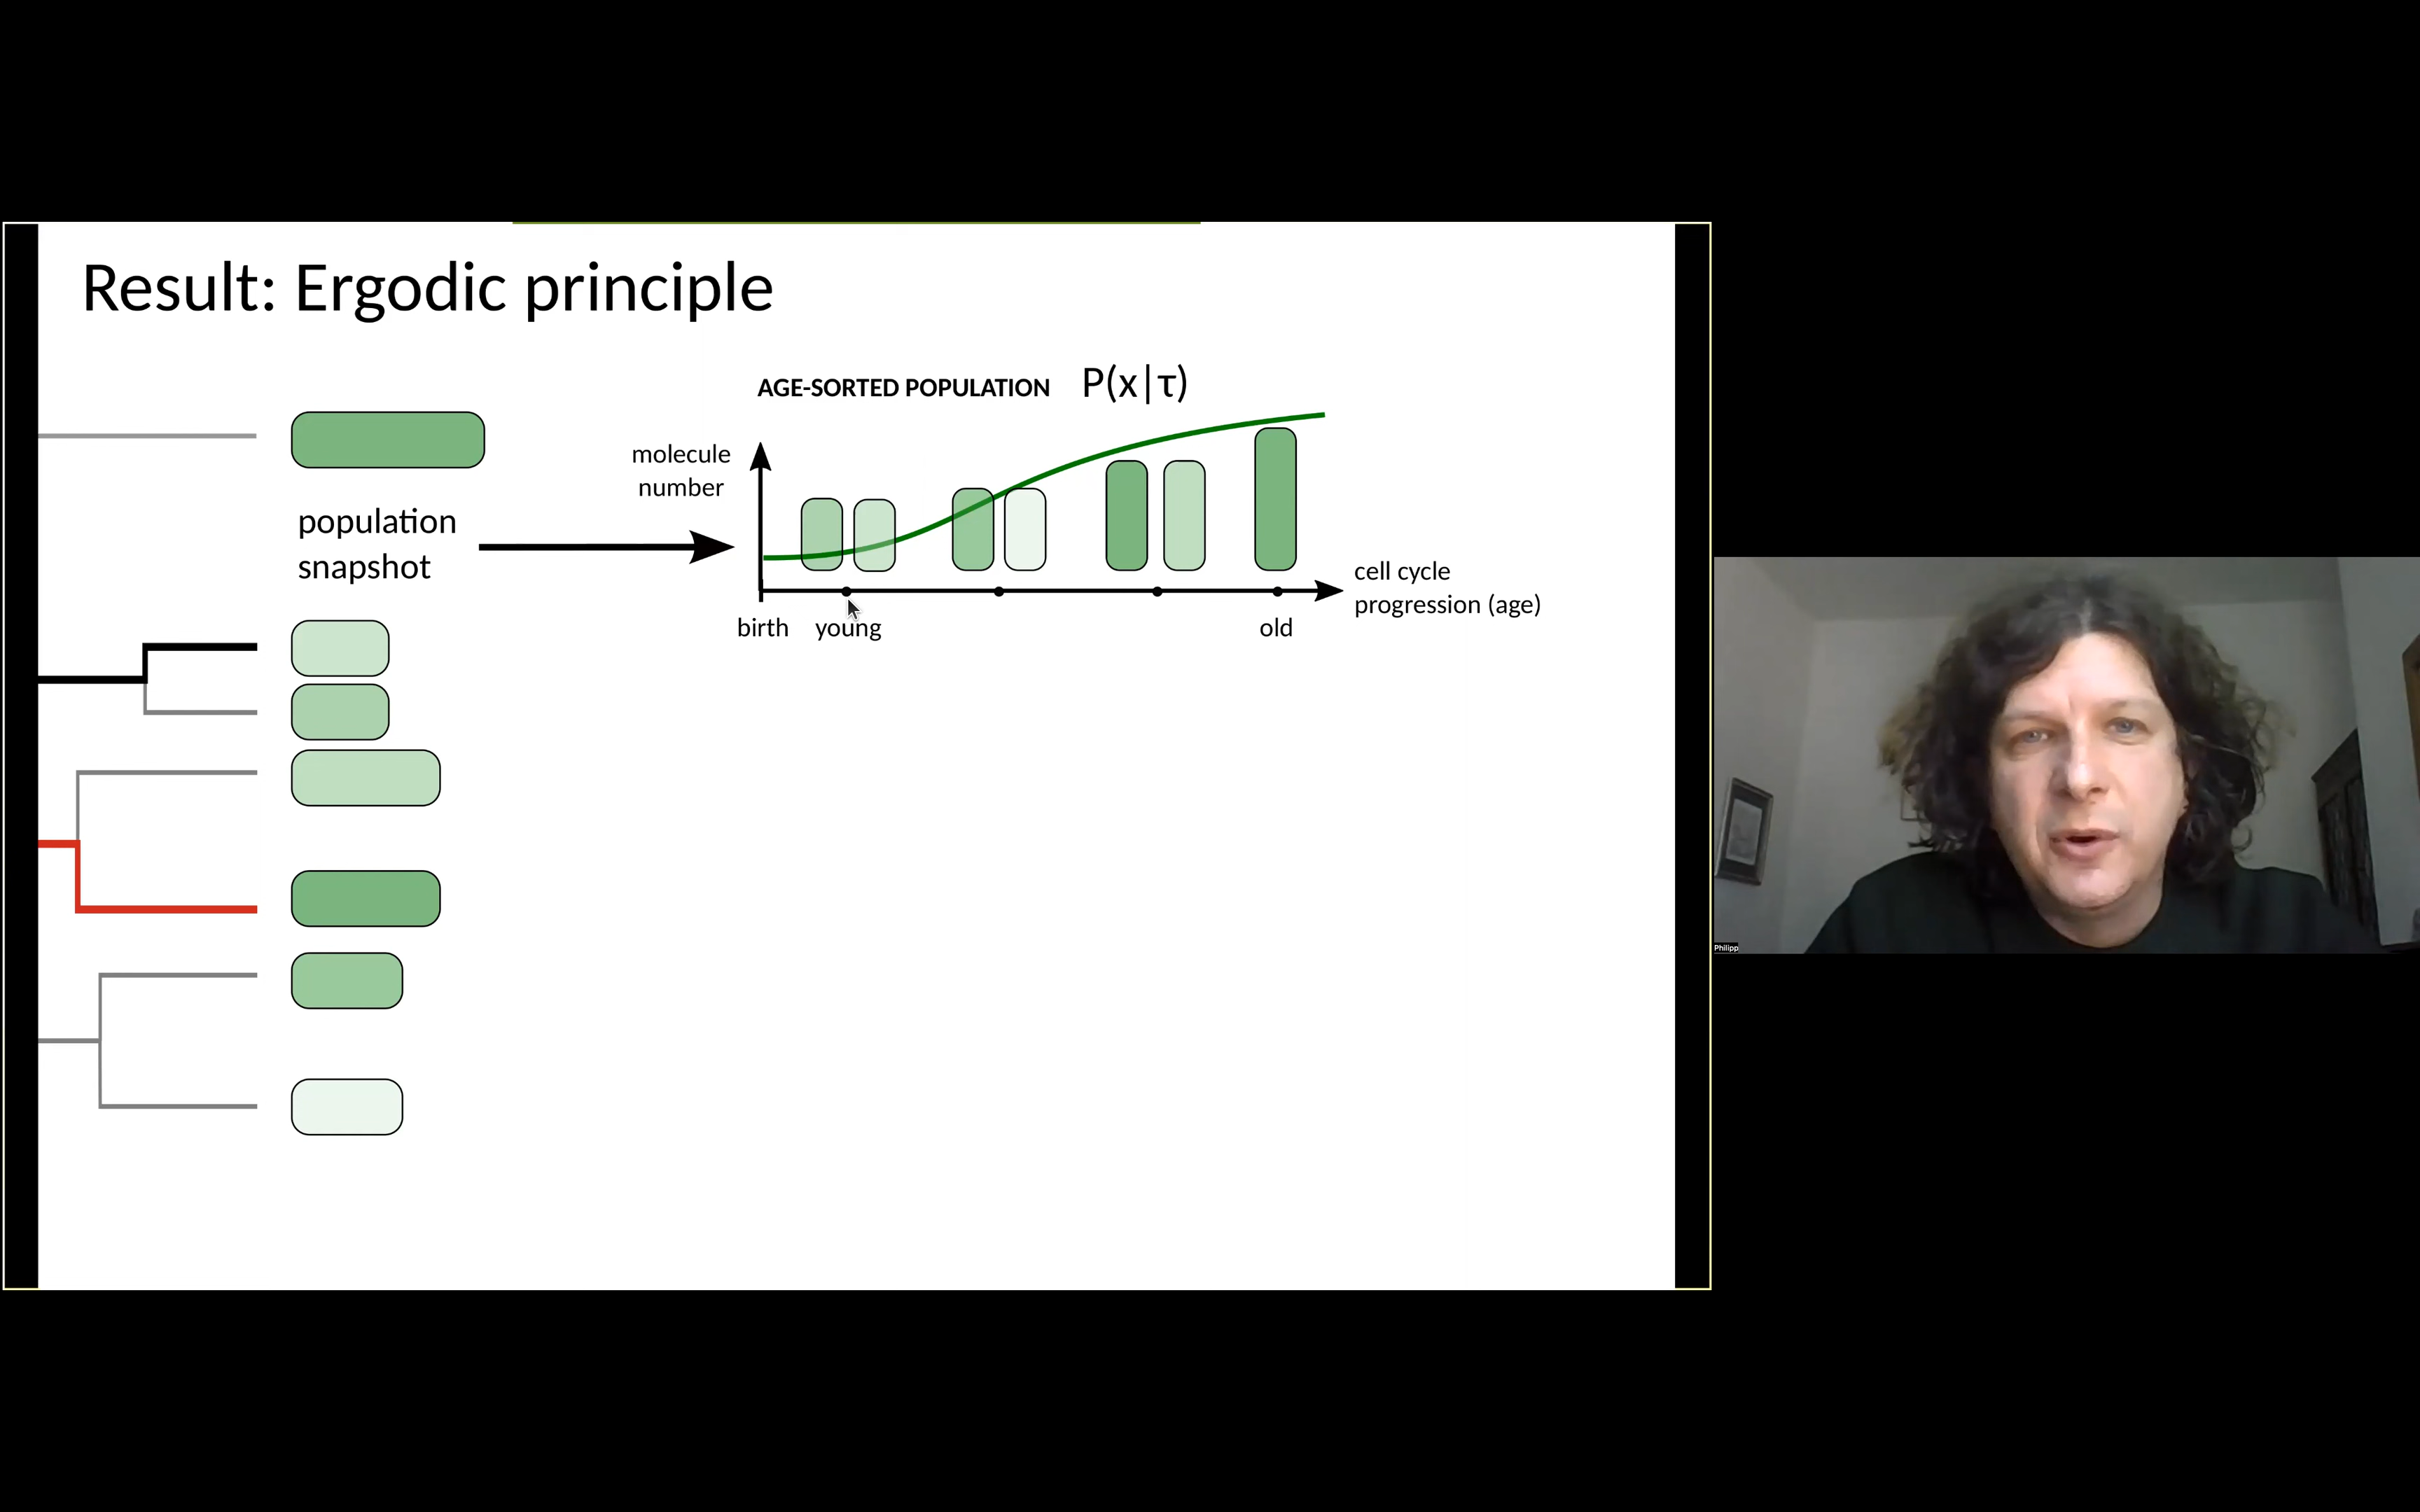 Result: Ergodic principle
AGE-SORTED POPULATION P(x|τ)
molecule
number
population
snapshot
cell cycle
progression (age)
birth young old
Philipp